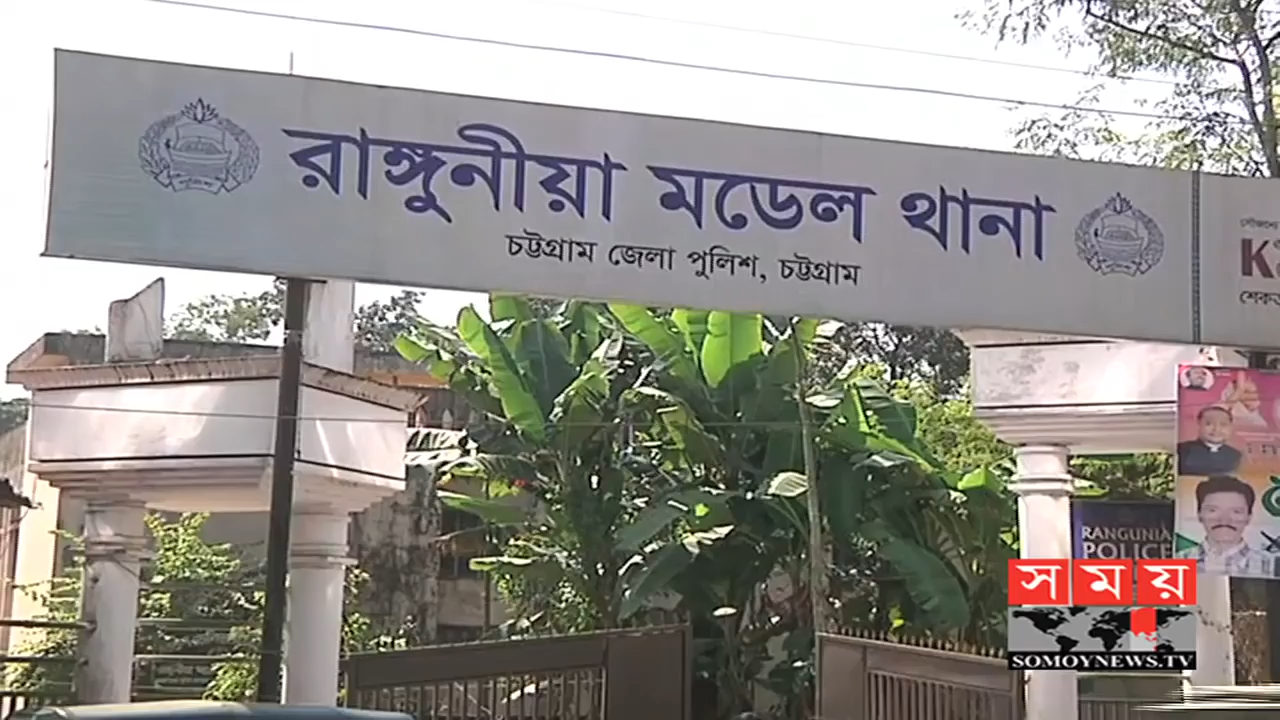 রাঙ্গুনীয়া মডেল থানা
চট্টগ্রাম জেলা পুলিশ, চট্টগ্রাম
RANGUNIA
POLICE
সময়
SOMOYNEWS.TV